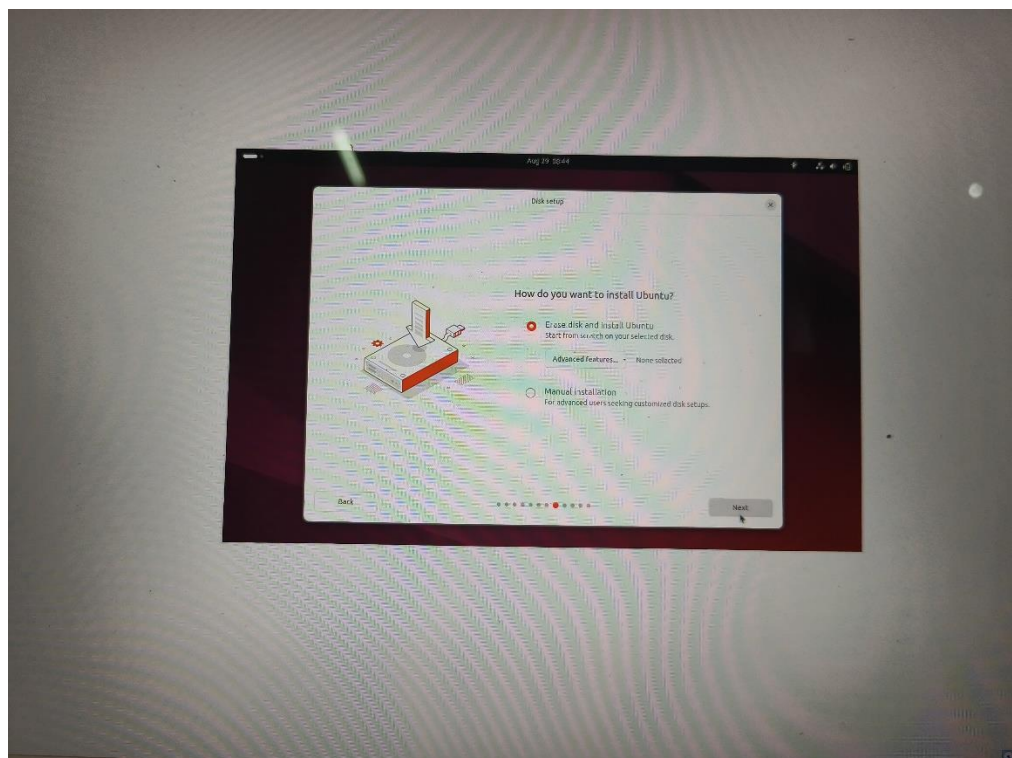 Aug 29 10:44
Disk setup
How do you want to install Ubuntu?
Erase disk and install Ubuntu
Start from scratch on your selected disk.
Advanced features... None selected
Manual installation
For advanced users seeking customized disk setups.
Back
Next